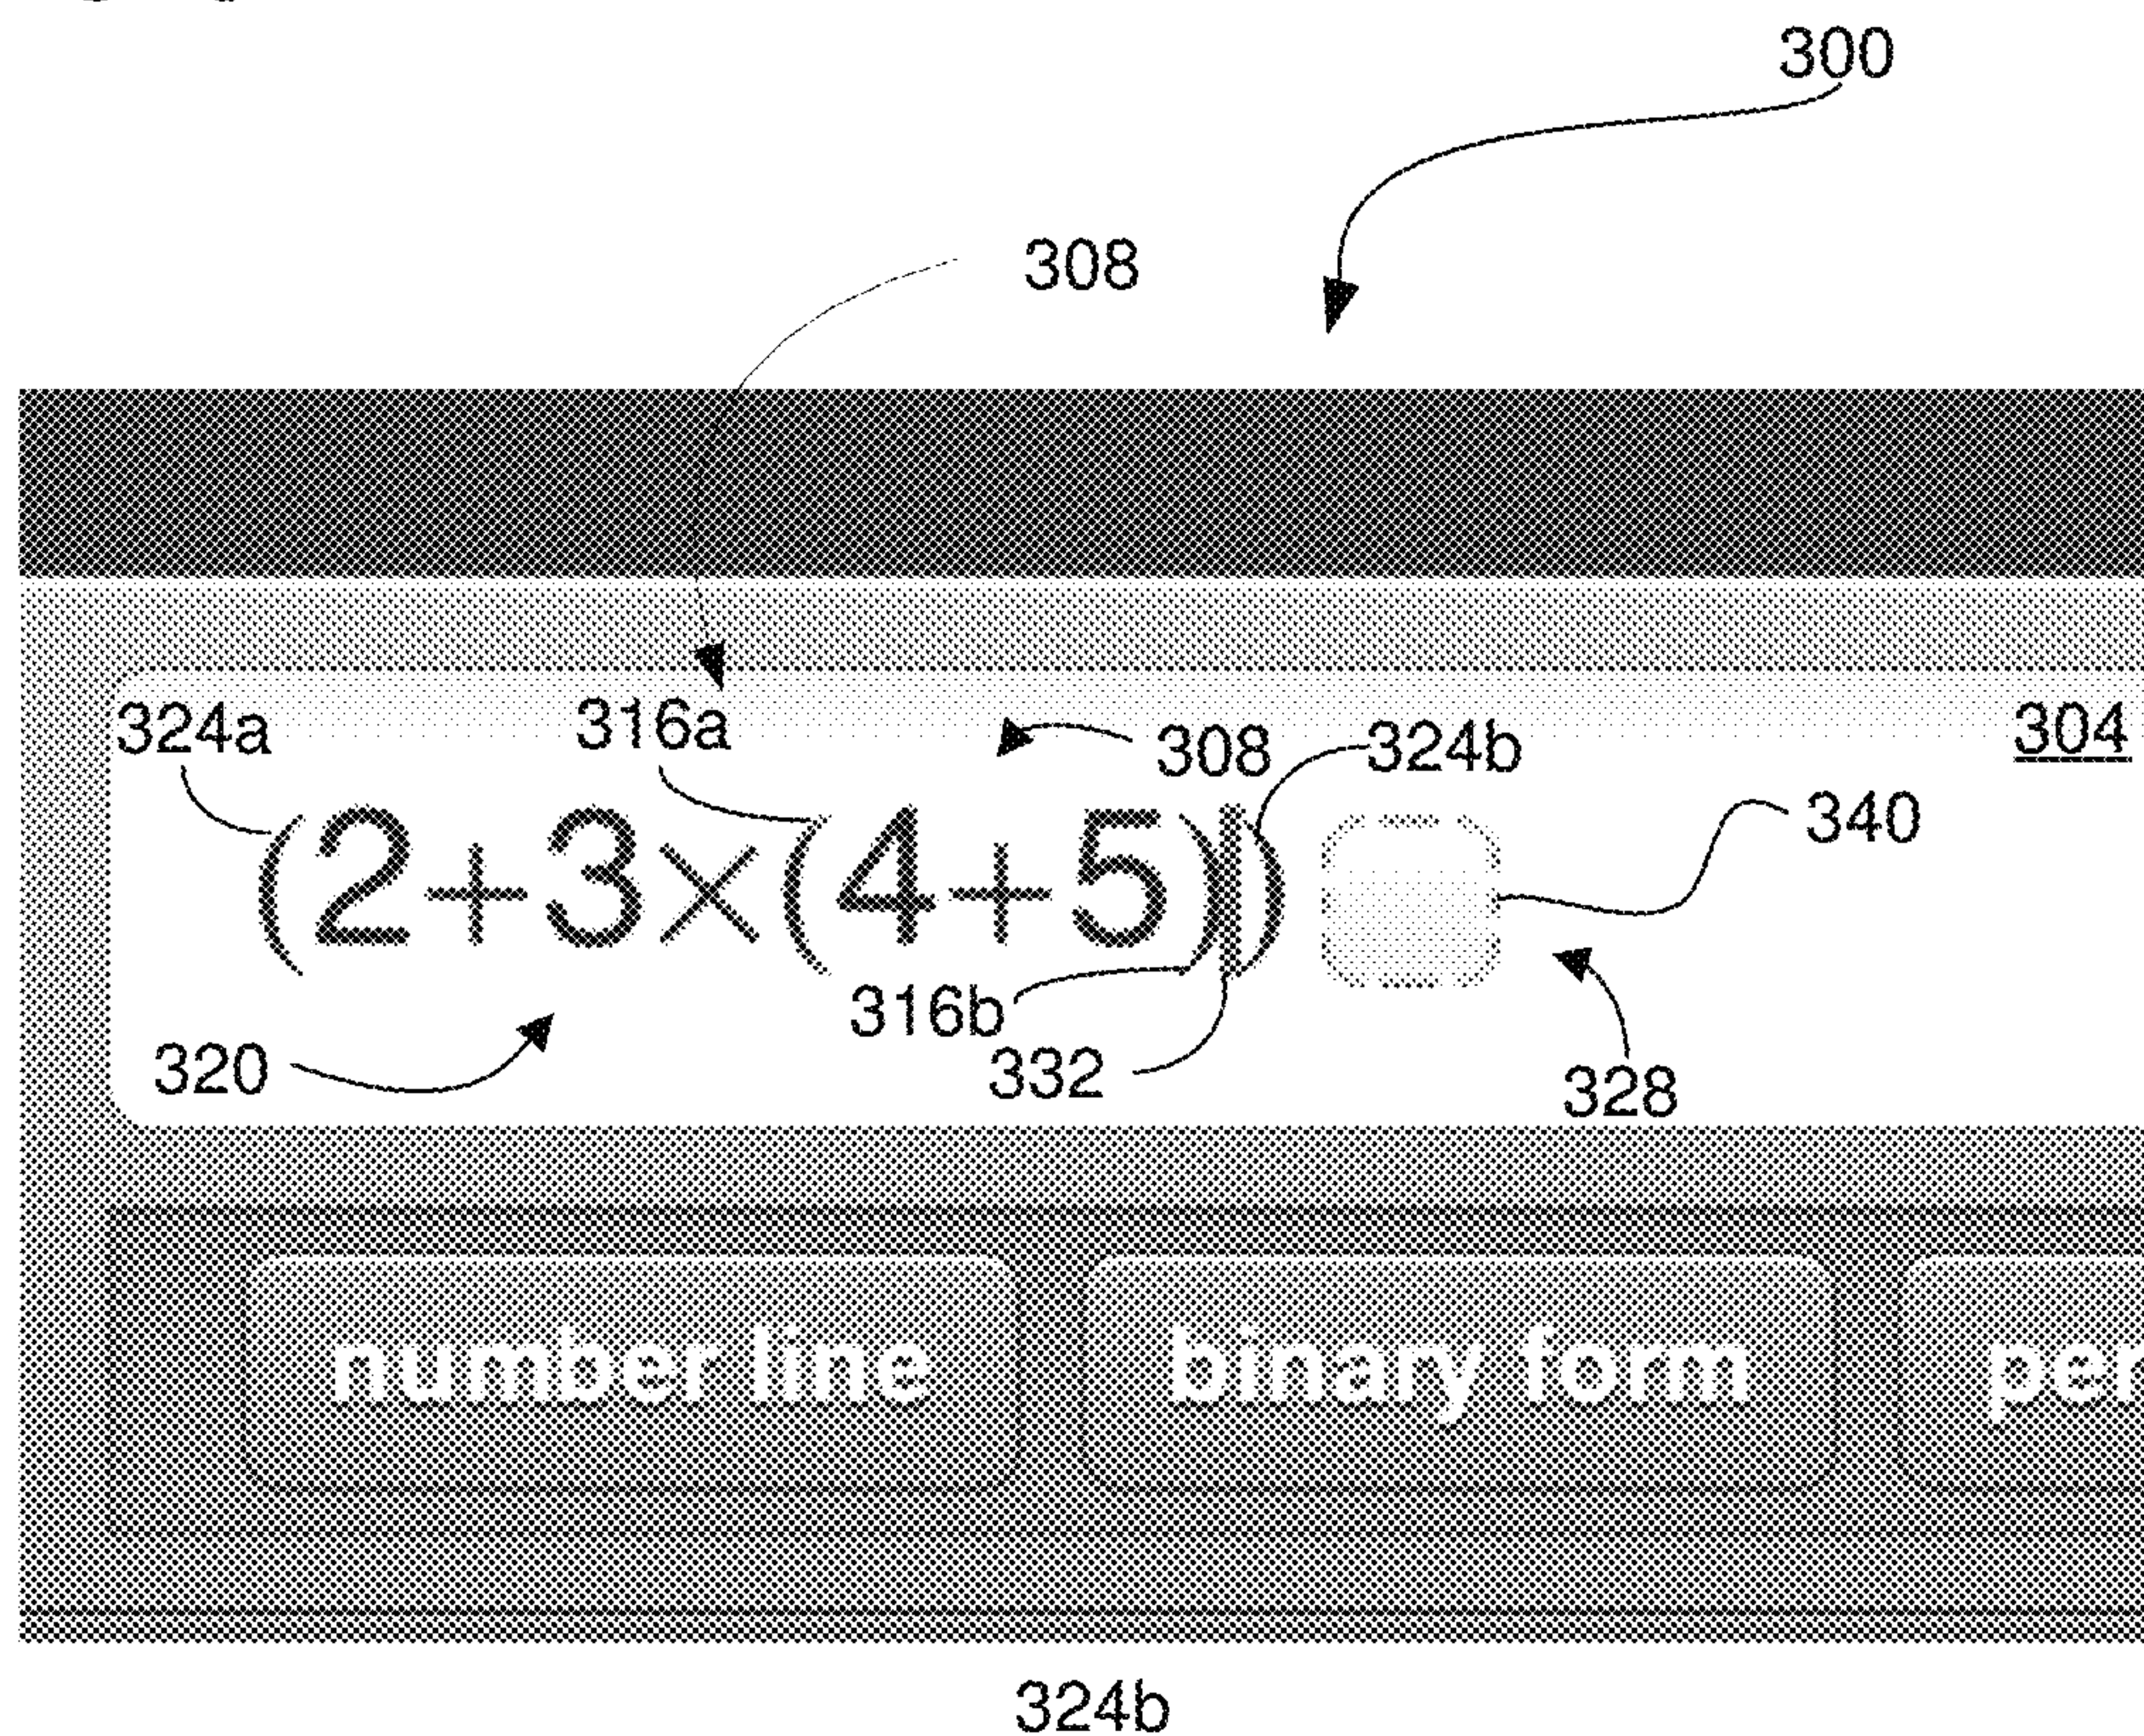 300
308
324a 316a 308 324b 304
340
(2+3×(4+5))
316b
320 332 328
number line binary form per
324b